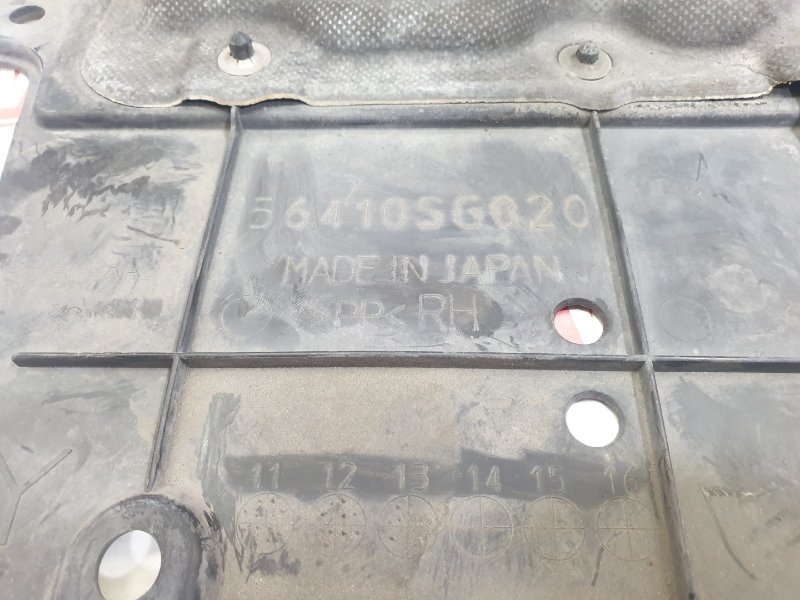 56410SG020
MADE IN JAPAN
>PP< RH
11 12 13 14 15 16
Y